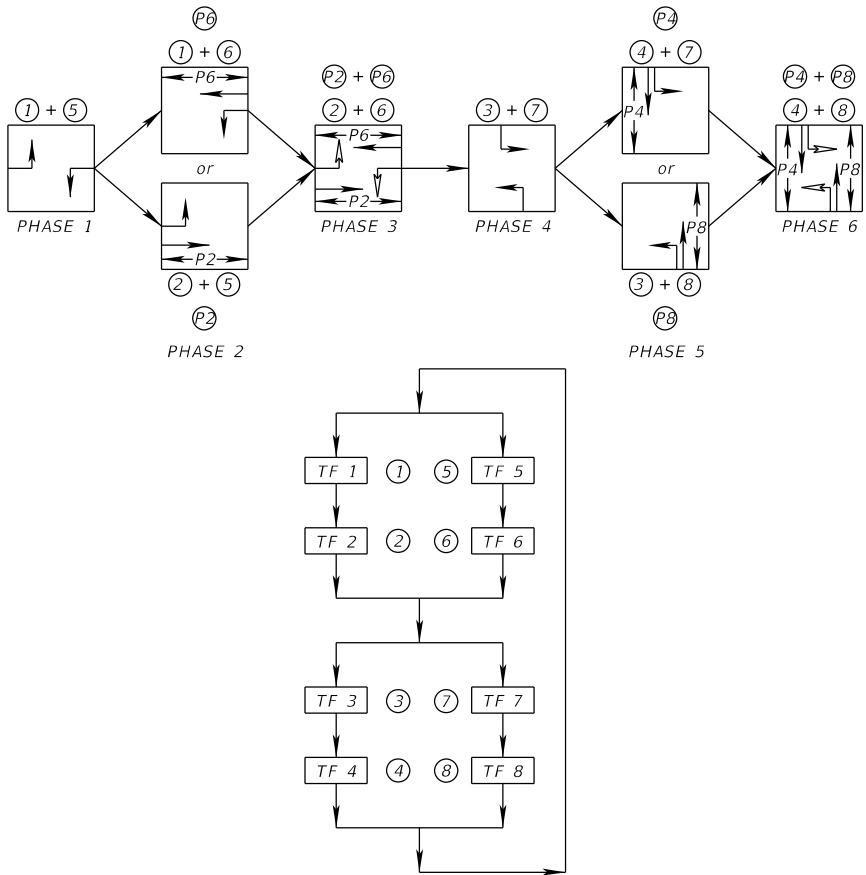 P6
P4
1 + 6
4 + 7
P6
P2 + P6
P4 + P8
1 + 5
2 + 6
3 + 7
P4
4 + 8
P6
or
or
P4
P8
P2
PHASE 1
PHASE 3
PHASE 4
P8
PHASE 6
P2
2 + 5
3 + 8
P2
P8
PHASE 2
PHASE 5
TF 1 1 5 TF 5
TF 2 2 6 TF 6
TF 3 3 7 TF 7
TF 4 4 8 TF 8